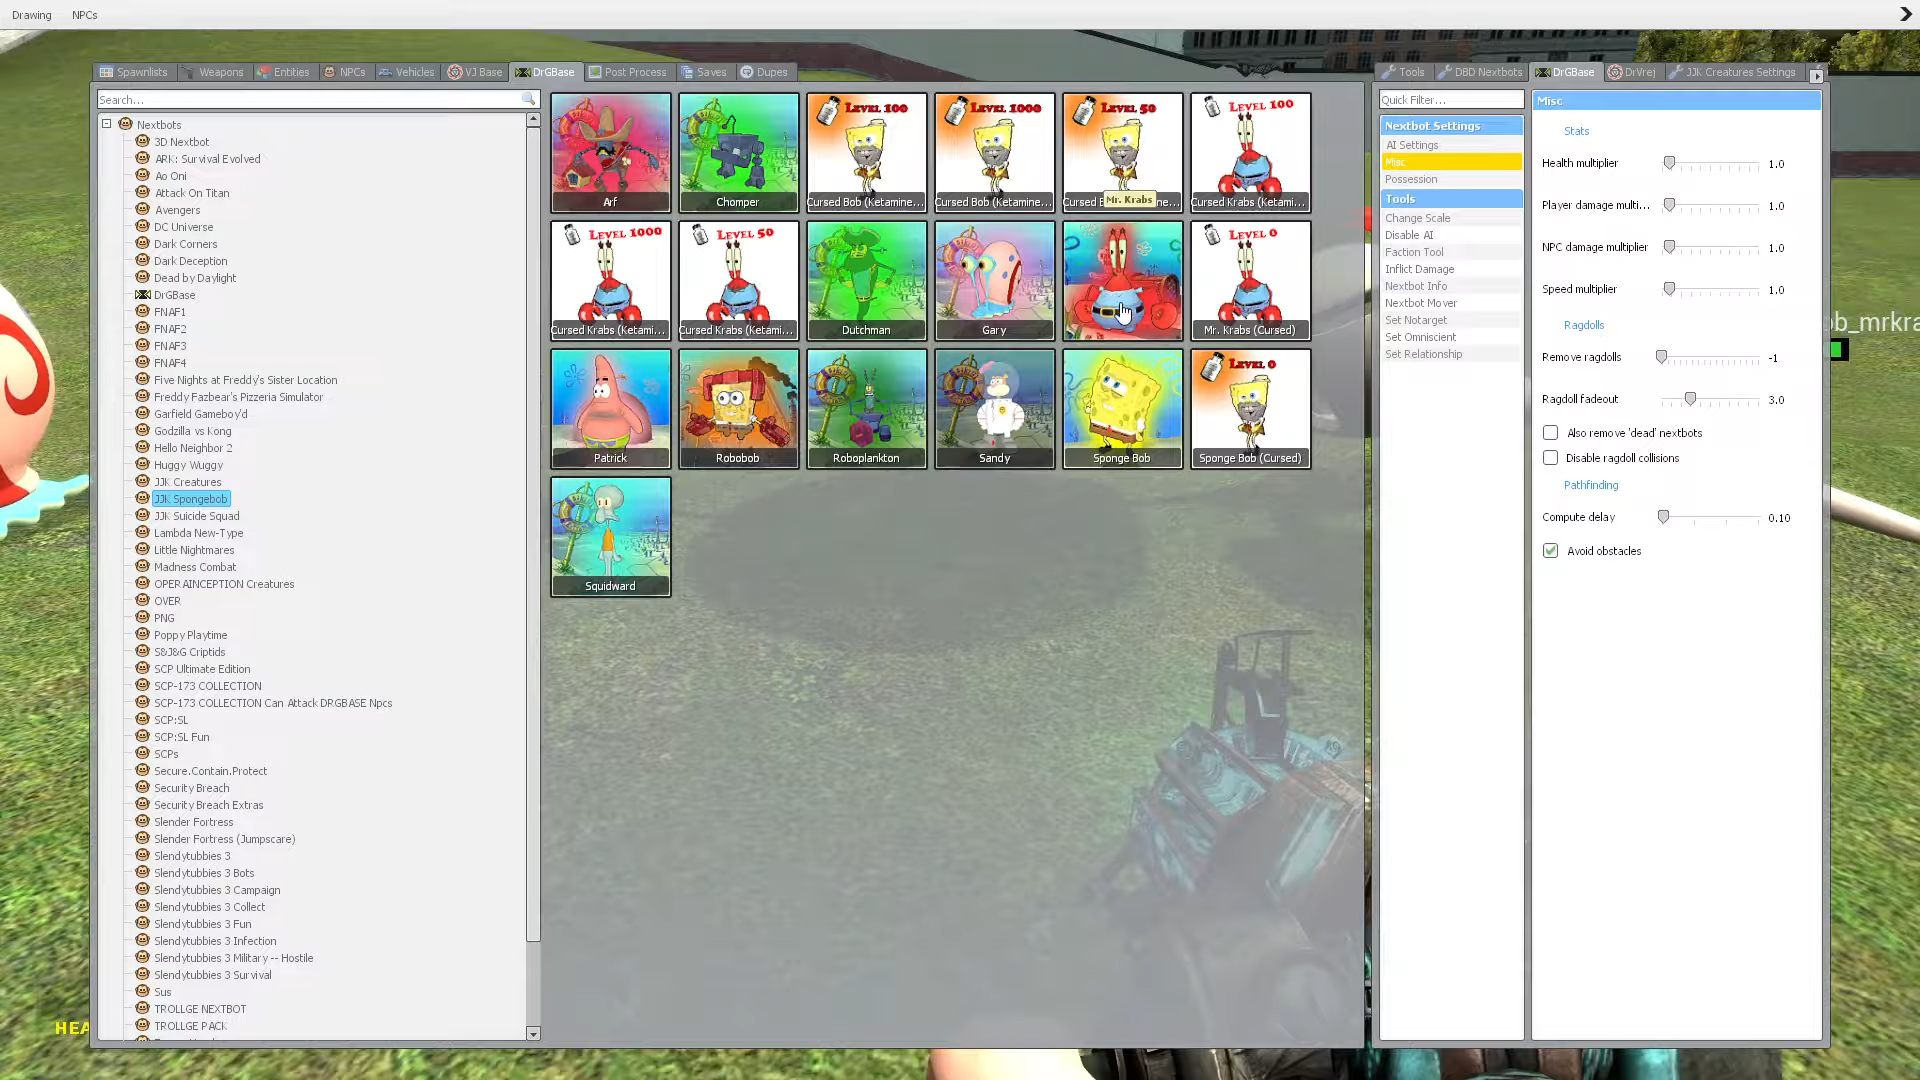 Drawing NPCs
Spawnlists Weapons Entities NPCs Vehicles VJ Base DrGBase Post Process Saves Dupes
Tools DBD Nextbots DrGBase DrVrej JJK Creatures Settings
Search...
Nextbots
3D Nextbot
ARK: Survival Evolved
Ao Oni
Attack On Titan
Avengers
DC Universe
Dark Corners
Dark Deception
Dead by Daylight
DrGBase
FNAF1
FNAF2
FNAF3
FNAF4
Five Nights at Freddy's Sister Location
Freddy Fazbear's Pizzeria Simulator
Garfield Gameboy'd
Godzilla vs Kong
Hello Neighbor 2
Huggy Wuggy
JJK Creatures
JJK Spongebob
JJK Suicide Squad
Lambda New-Type
Little Nightmares
Madness Combat
OPERAINCEPTION Creatures
OVER
PNG
Poppy Playtime
S&J&G Criptids
SCP Ultimate Edition
SCP-173 COLLECTION
SCP-173 COLLECTION Can Attack DRGBASE Npcs
SCP:SL
SCP:SL Fun
SCPs
Secure.Contain.Protect
Security Breach
Security Breach Extras
Slender Fortress
Slender Fortress (Jumpscare)
Slendytubbies 3
Slendytubbies 3 Bots
Slendytubbies 3 Campaign
Slendytubbies 3 Collect
Slendytubbies 3 Fun
Slendytubbies 3 Infection
Slendytubbies 3 Military -- Hostile
Slendytubbies 3 Survival
Sus
TROLLGE NEXTBOT
TROLLGE PACK
LEVEL 100 LEVEL 1000 LEVEL 50 LEVEL 100
Arf Chomper Cursed Bob (Ketamine... Cursed Bob (Ketamine... Cursed B ne... Cursed Krabs (Ketami...
Mr. Krabs
LEVEL 1000 LEVEL 50 LEVEL 0
Cursed Krabs (Ketami... Cursed Krabs (Ketami... Dutchman Gary Mr. Krabs (Cursed)
LEVEL 0
Patrick Robobob Roboplankton Sandy Sponge Bob Sponge Bob (Cursed)
Squidward
Quick Filter...
Nextbot Settings
AI Settings
Misc
Possession
Tools
Change Scale
Disable AI
Faction Tool
Inflict Damage
Nextbot Info
Nextbot Mover
Set Notarget
Set Omniscient
Set Relationship
Misc
Stats
Health multiplier 1.0
Player damage multi... 1.0
NPC damage multiplier 1.0
Speed multiplier 1.0
Ragdolls
Remove ragdolls -1
Ragdoll fadeout 3.0
Also remove 'dead' nextbots
Disable ragdoll collisions
Pathfinding
Compute delay 0.10
Avoid obstacles
ob_mrkra
HEA